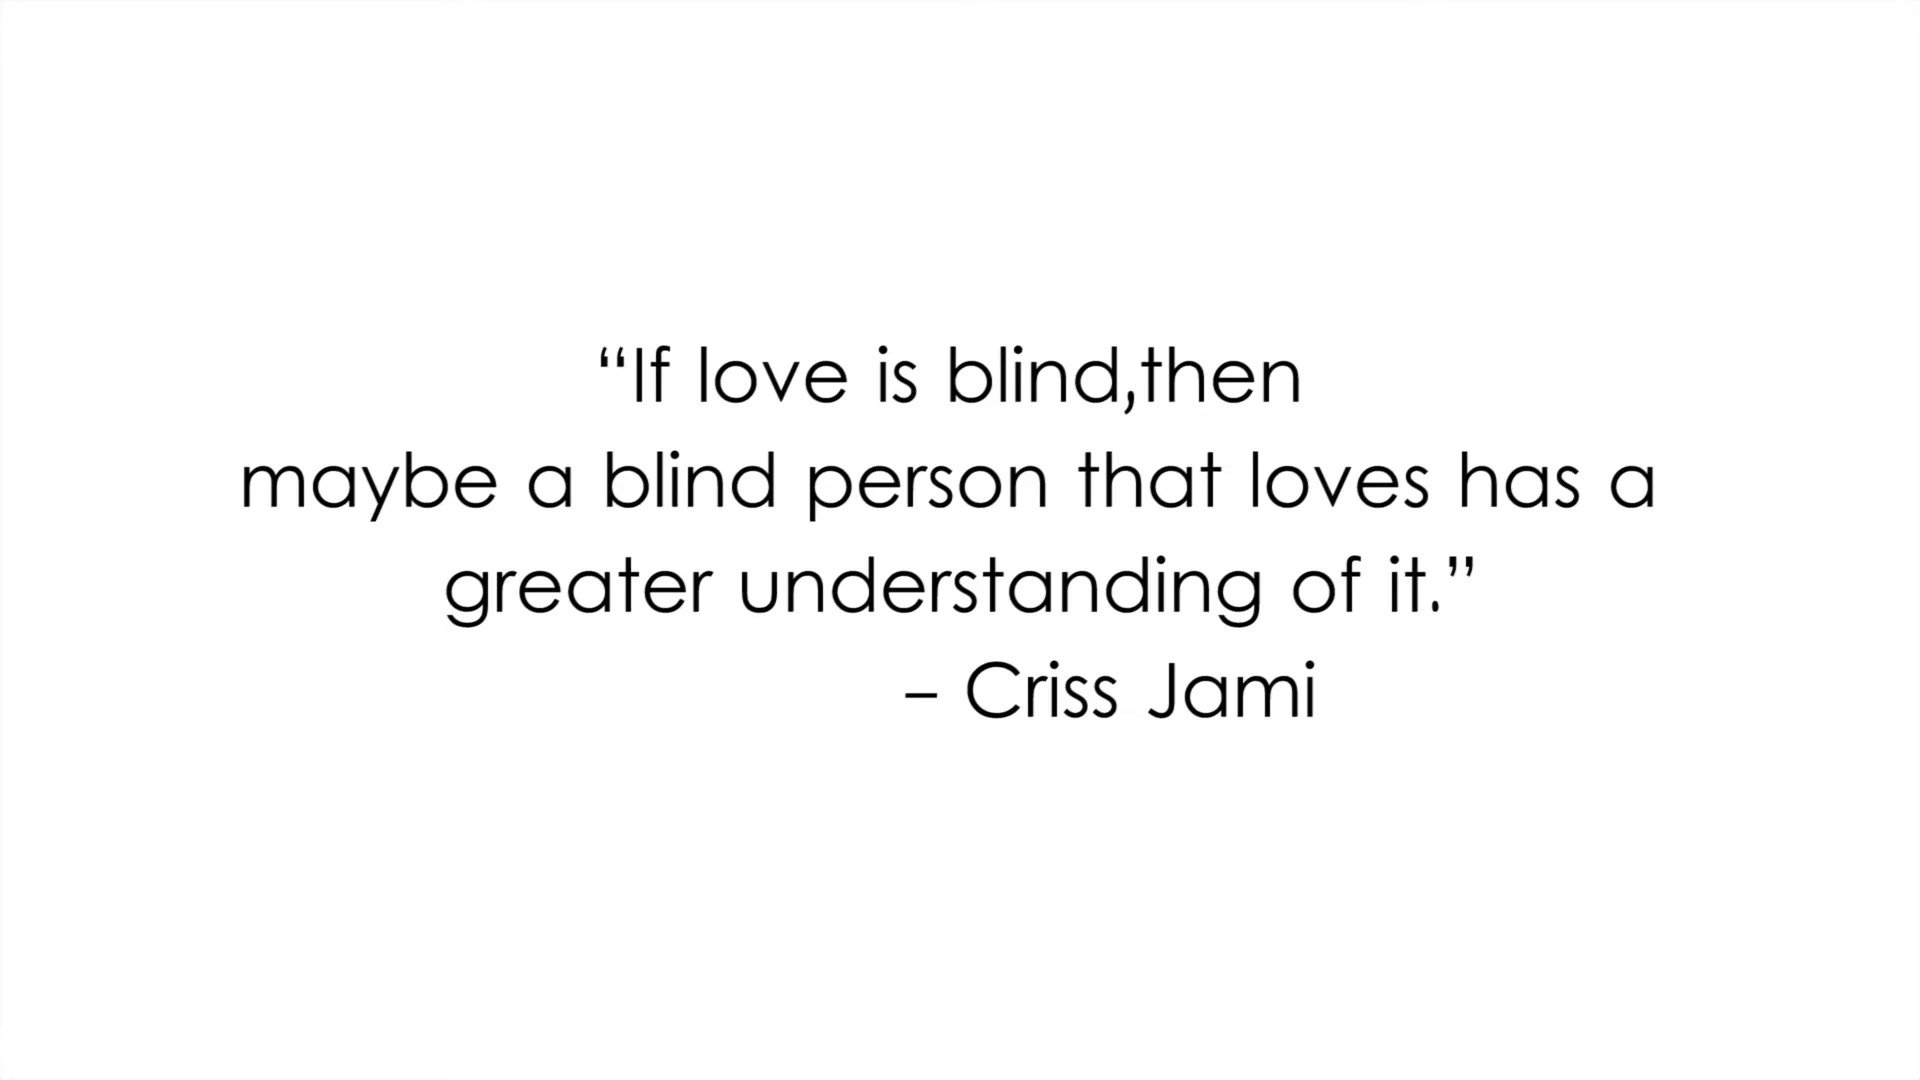 “If love is blind,then
maybe a blind person that loves has a
greater understanding of it.”
– Criss Jami